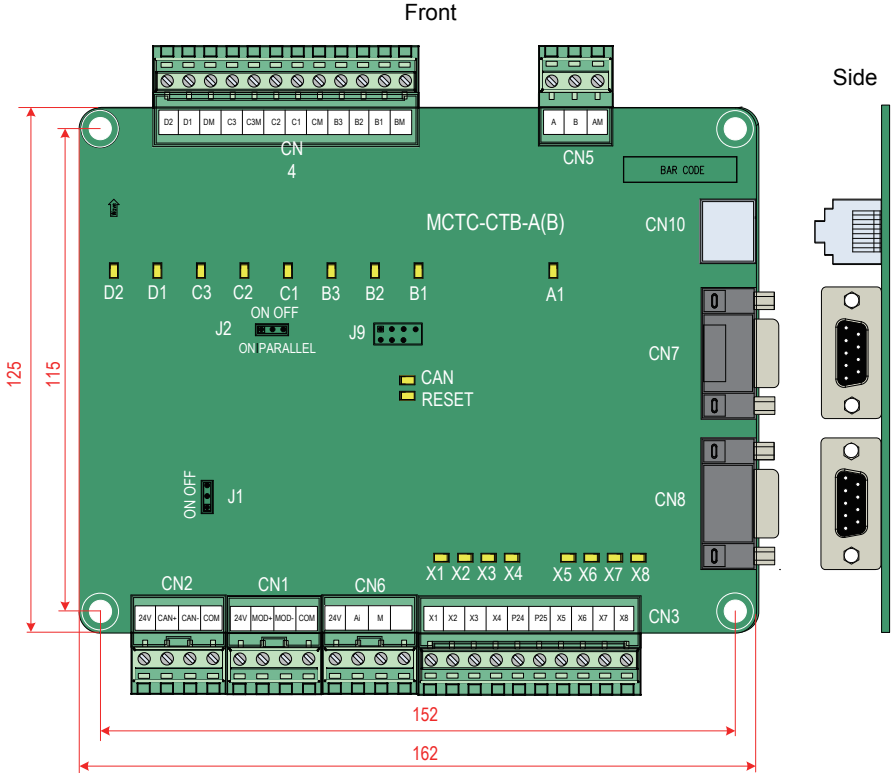 Front
Side
D2 D1 DM C3 C3M C2 C1 CM B3 B2 B1 BM
A B AM
CN
4
CN5
BAR CODE
MCTC-CTB-A(B)
CN10
D2 D1 C3 C2 C1 B3 B2 B1 A1
ON OFF
J2
ON PARALLEL
J9
CN7
CAN
RESET
125
115
ON OFF
J1
CN8
X1 X2 X3 X4 X5 X6 X7 X8
CN2 CN1 CN6 CN3
24V CAN+ CAN- COM
24V MOD+ MOD- COM
24V Ai M
X1 X2 X3 X4 P24 P25 X5 X6 X7 X8
152
162